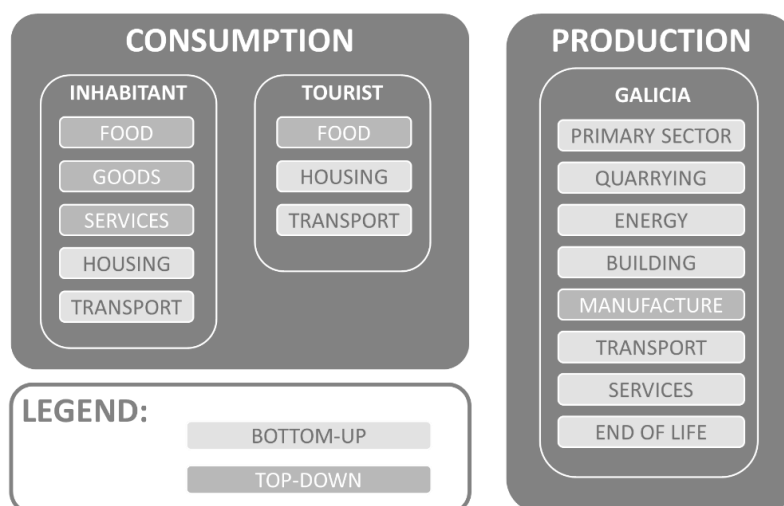 CONSUMPTION
INHABITANT
FOOD
GOODS
SERVICES
HOUSING
TRANSPORT
TOURIST
FOOD
HOUSING
TRANSPORT
PRODUCTION
GALICIA
PRIMARY SECTOR
QUARRYING
ENERGY
BUILDING
MANUFACTURE
TRANSPORT
SERVICES
END OF LIFE
LEGEND:
BOTTOM-UP
TOP-DOWN